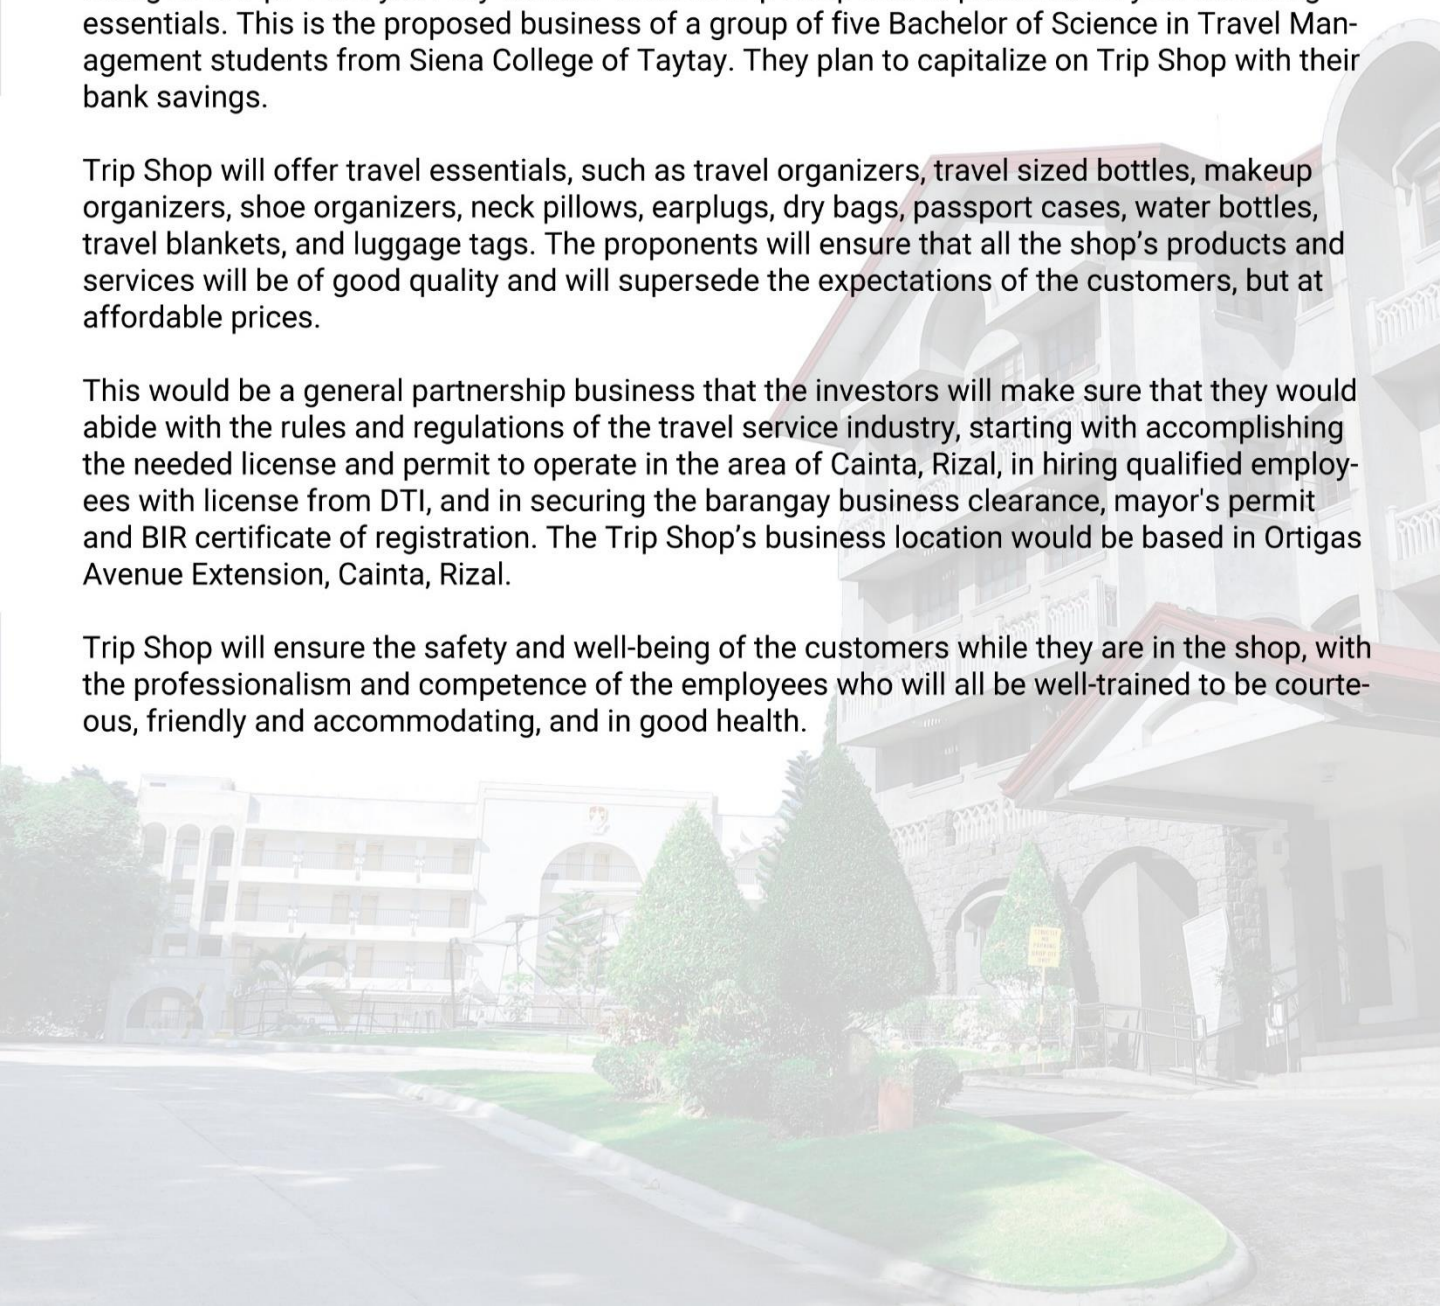 essentials. This is the proposed business of a group of five Bachelor of Science in Travel Man-
agement students from Siena College of Taytay. They plan to capitalize on Trip Shop with their
bank savings.
Trip Shop will offer travel essentials, such as travel organizers, travel sized bottles, makeup
organizers, shoe organizers, neck pillows, earplugs, dry bags, passport cases, water bottles,
travel blankets, and luggage tags. The proponents will ensure that all the shop’s products and
services will be of good quality and will supersede the expectations of the customers, but at
affordable prices.
This would be a general partnership business that the investors will make sure that they would
abide with the rules and regulations of the travel service industry, starting with accomplishing
the needed license and permit to operate in the area of Cainta, Rizal, in hiring qualified employ-
ees with license from DTI, and in securing the barangay business clearance, mayor's permit
and BIR certificate of registration. The Trip Shop’s business location would be based in Ortigas
Avenue Extension, Cainta, Rizal.
Trip Shop will ensure the safety and well-being of the customers while they are in the shop, with
the professionalism and competence of the employees who will all be well-trained to be courte-
ous, friendly and accommodating, and in good health.